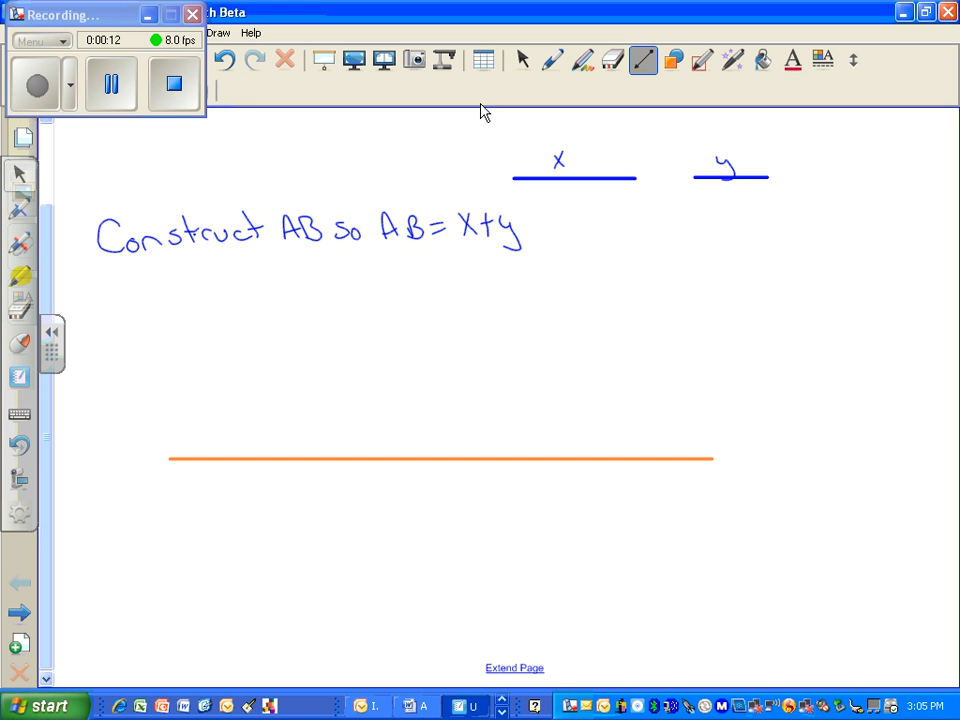 Recording...
th Beta
Menu
0:00:12
8.0 fps
Draw Help
x y
Construct AB so AB = x+y
Extend Page
start
I.
A
U
3:05 PM